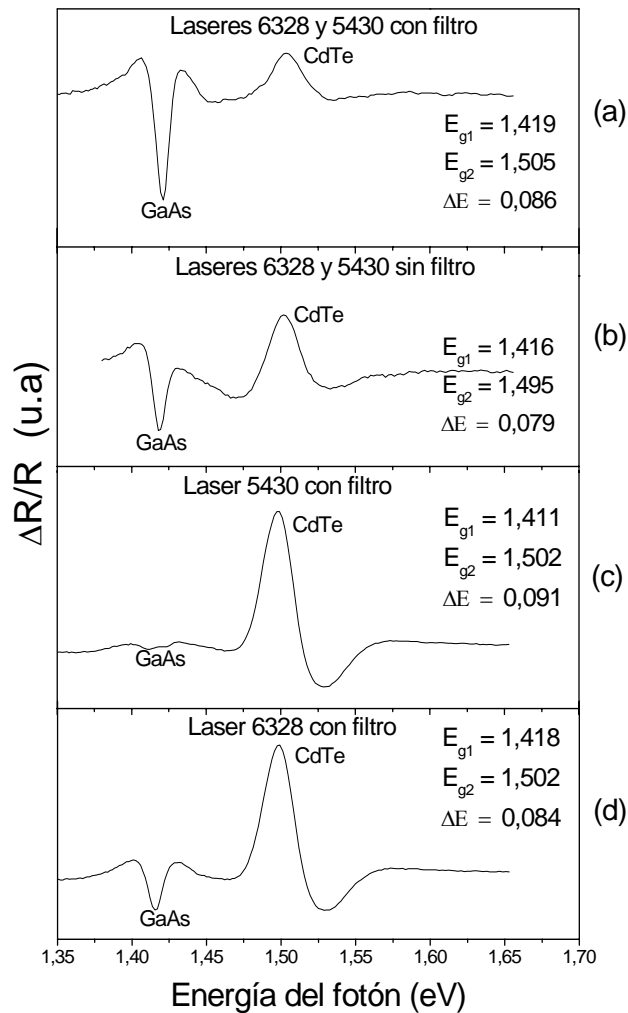 Laseres 6328 y 5430 con filtro
CdTe
GaAs
E_g1 = 1,419
E_g2 = 1,505
ΔE = 0,086
(a)
Laseres 6328 y 5430 sin filtro
CdTe
GaAs
E_g1 = 1,416
E_g2 = 1,495
ΔE = 0,079
(b)
Laser 5430 con filtro
CdTe
GaAs
E_g1 = 1,411
E_g2 = 1,502
ΔE = 0,091
(c)
Laser 6328 con filtro
CdTe
GaAs
E_g1 = 1,418
E_g2 = 1,502
ΔE = 0,084
(d)
ΔR/R (u.a)
1,35 1,40 1,45 1,50 1,55 1,60 1,65 1,70
Energía del fotón (eV)